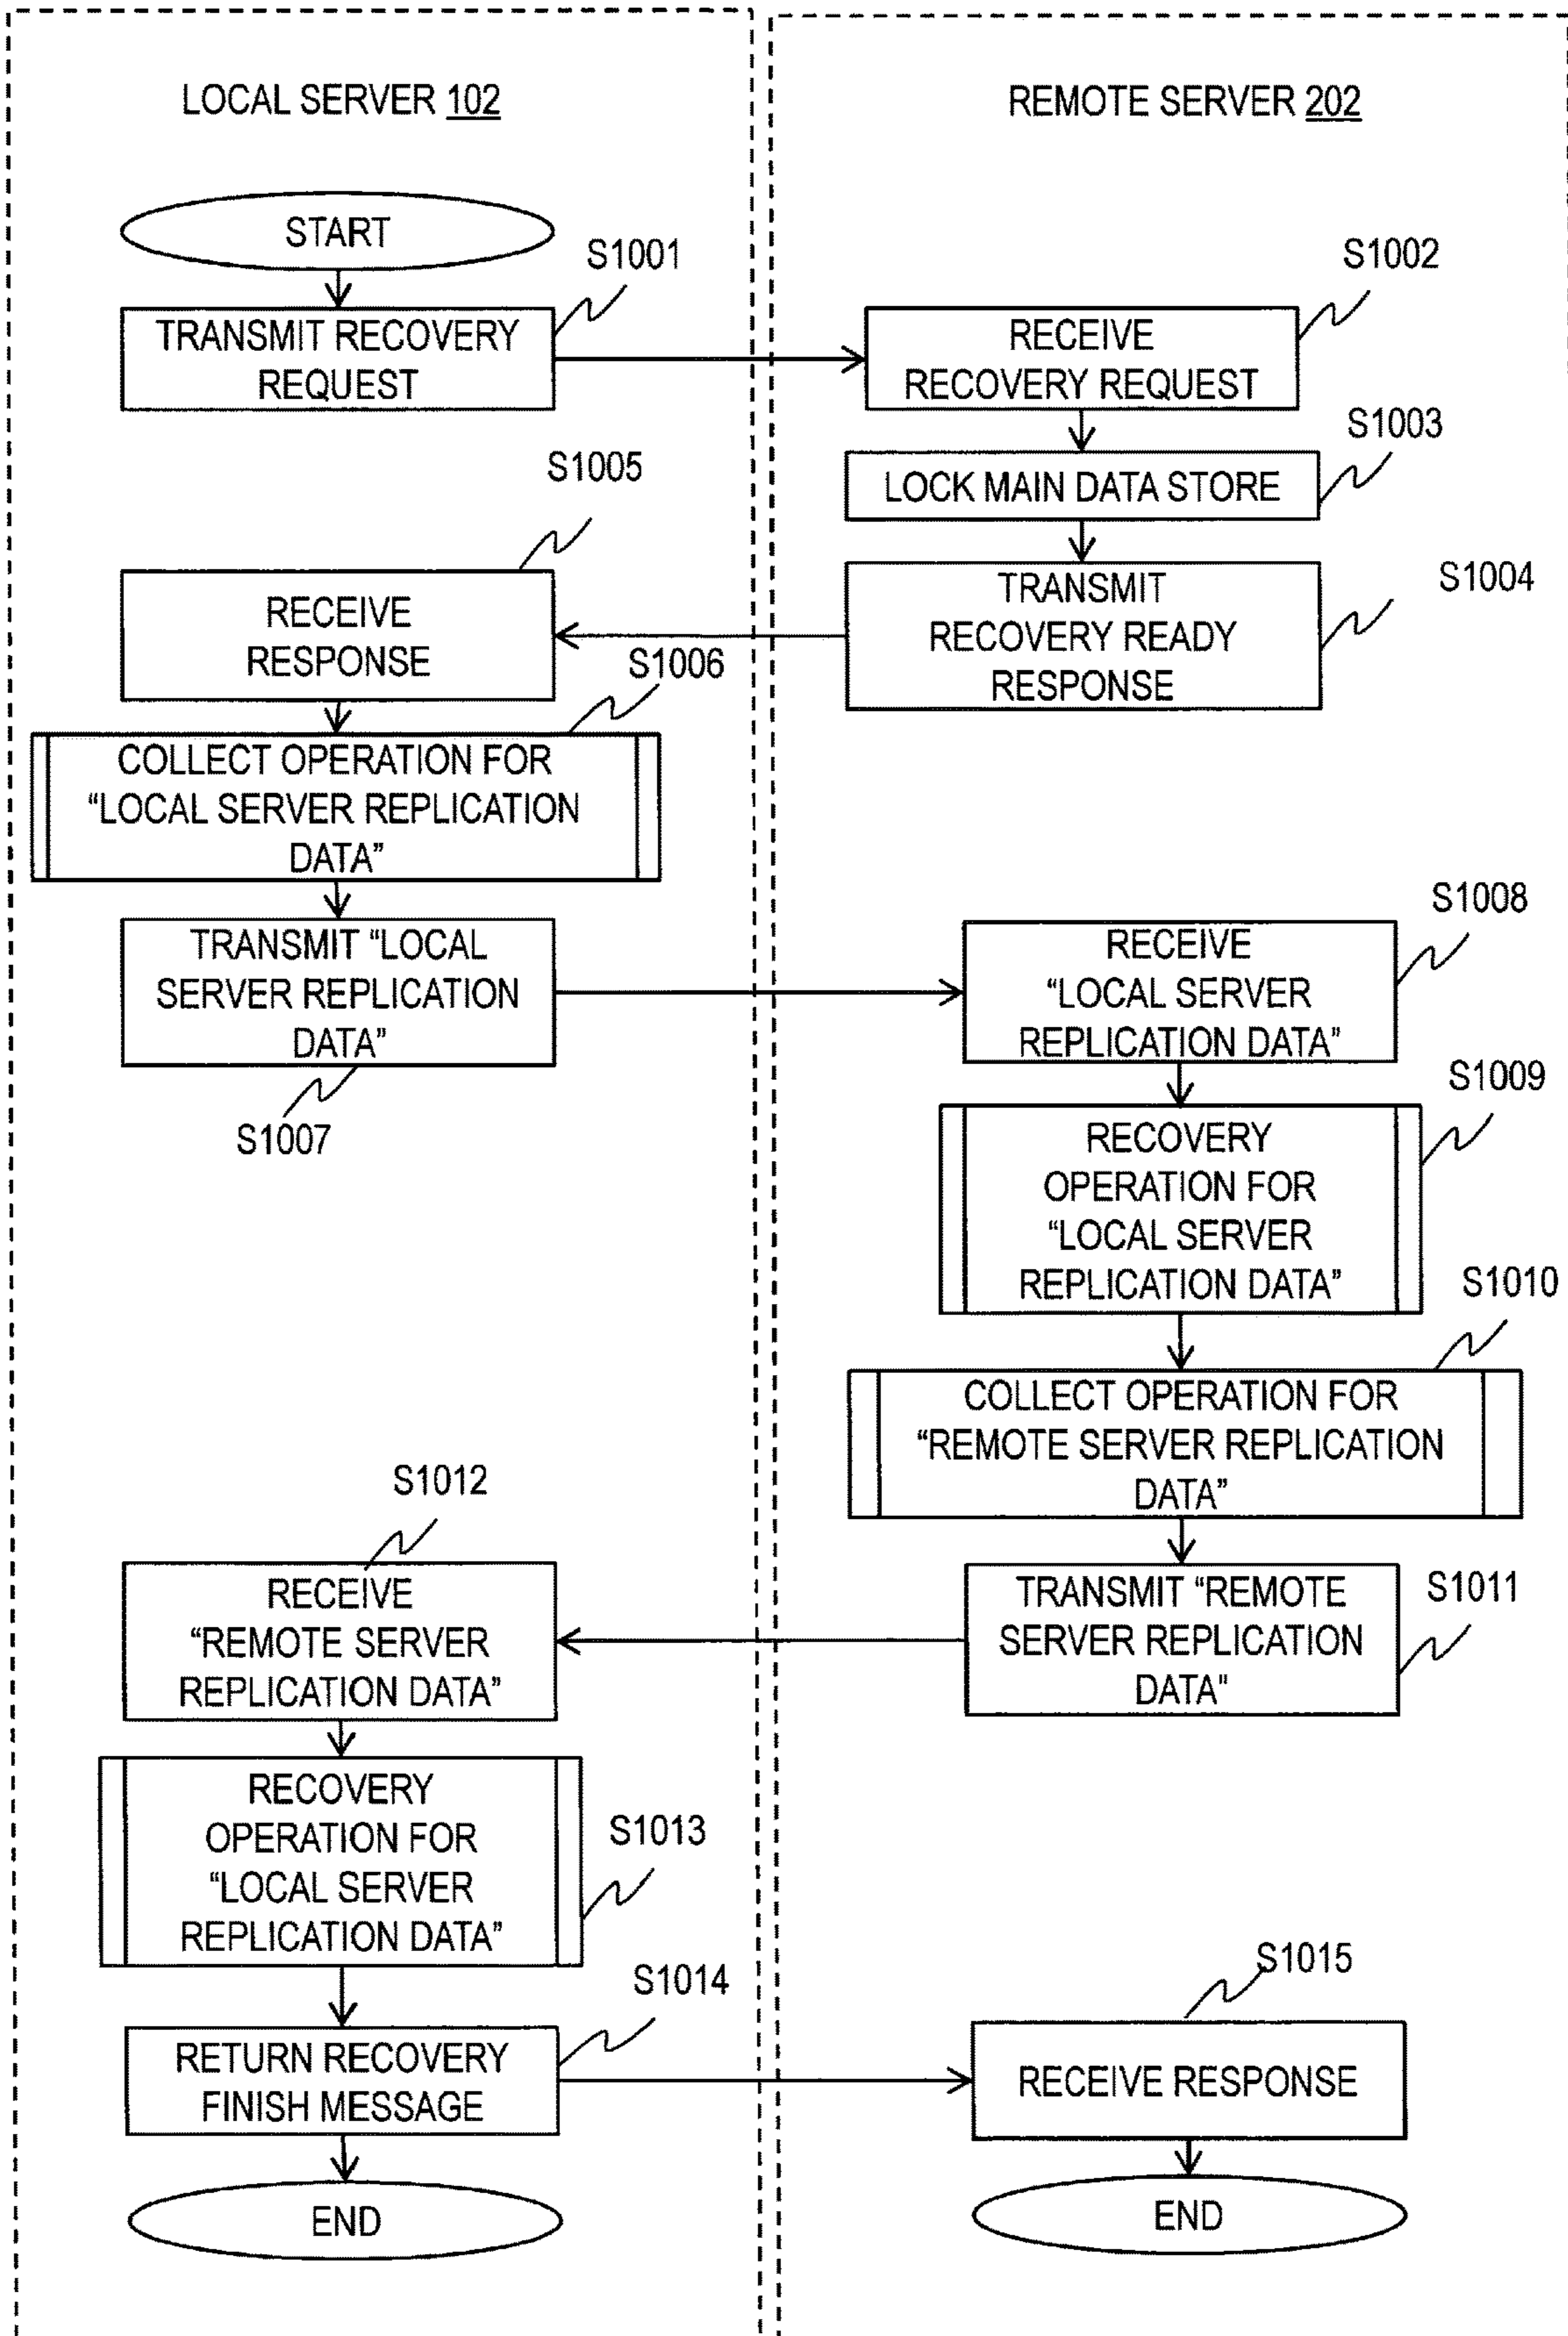 LOCAL SERVER 102
REMOTE SERVER 202
START
S1001
TRANSMIT RECOVERY
REQUEST
S1002
RECEIVE
RECOVERY REQUEST
S1003
LOCK MAIN DATA STORE
S1004
TRANSMIT
RECOVERY READY
RESPONSE
S1005
RECEIVE
RESPONSE
S1006
COLLECT OPERATION FOR
“LOCAL SERVER REPLICATION
DATA”
TRANSMIT “LOCAL
SERVER REPLICATION
DATA”
S1007
S1008
RECEIVE
“LOCAL SERVER
REPLICATION DATA”
S1009
RECOVERY
OPERATION FOR
“LOCAL SERVER
REPLICATION DATA”
S1010
COLLECT OPERATION FOR
“REMOTE SERVER REPLICATION
DATA”
S1011
TRANSMIT “REMOTE
SERVER REPLICATION
DATA"
S1012
RECEIVE
“REMOTE SERVER
REPLICATION DATA”
S1013
RECOVERY
OPERATION FOR
“LOCAL SERVER
REPLICATION DATA”
S1014
RETURN RECOVERY
FINISH MESSAGE
S1015
RECEIVE RESPONSE
END
END